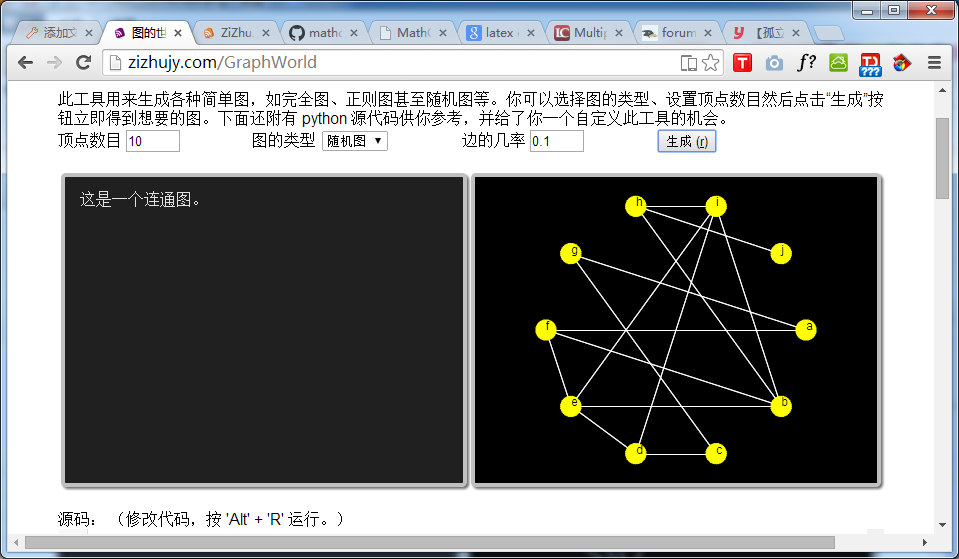 添加文
图的世
ZiZhu
mathc
Math
latex
Multip
forum
【孤立
zizhujy.com/GraphWorld
T
f?
???
此工具用来生成各种简单图，如完全图、正则图甚至随机图等。你可以选择图的类型、设置顶点数目然后点击“生成”按
钮立即得到想要的图。下面还附有 python 源代码供你参考，并给了你一个自定义此工具的机会。
顶点数目 10 图的类型 随机图 边的几率 0.1 生成 (r)
这是一个连通图。
h i
g j
f a
e b
d c
源码： （修改代码，按 'Alt' + 'R' 运行。）